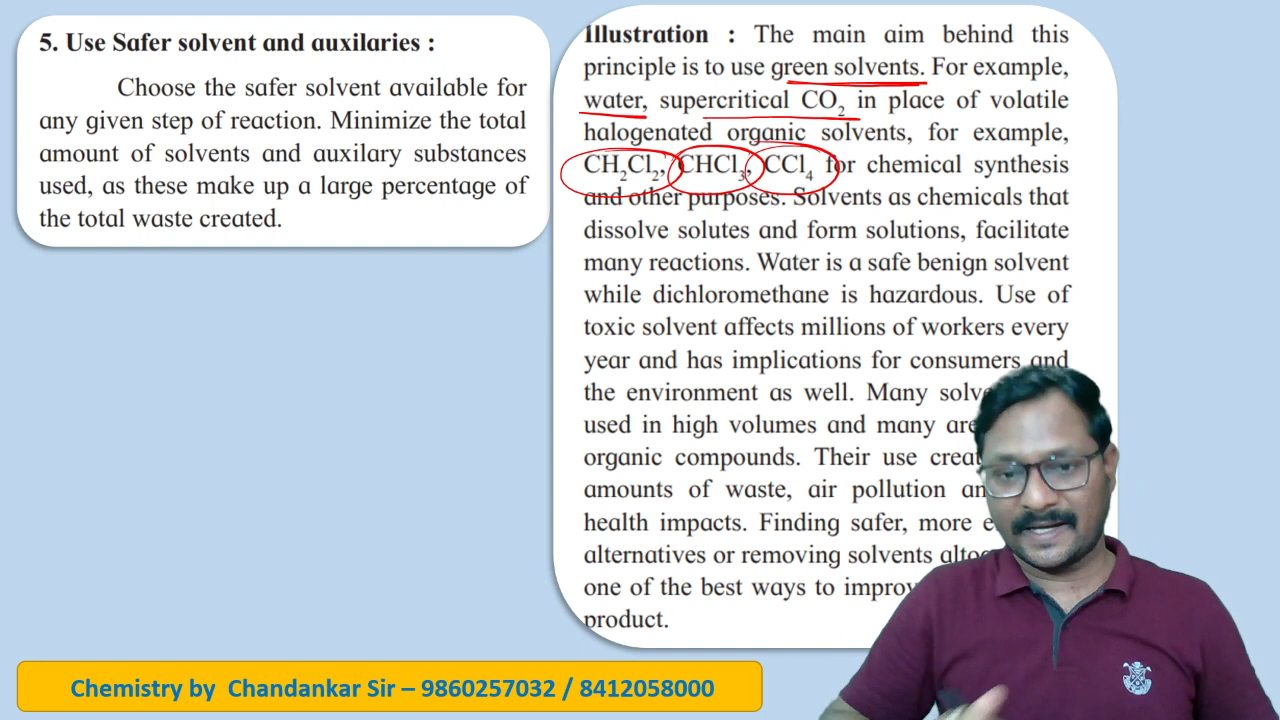 5. Use Safer solvent and auxilaries :
Choose the safer solvent available for
any given step of reaction. Minimize the total
amount of solvents and auxilary substances
used, as these make up a large percentage of
the total waste created.
Illustration : The main aim behind this
principle is to use green solvents. For example,
water, supercritical CO₂ in place of volatile
halogenated organic solvents, for example,
CH₂Cl₂, CHCl₃, CCl₄ for chemical synthesis
and other purposes. Solvents as chemicals that
dissolve solutes and form solutions, facilitate
many reactions. Water is a safe benign solvent
while dichloromethane is hazardous. Use of
toxic solvent affects millions of workers every
year and has implications for consumers and
the environment as well. Many
used in high volumes and many are
organic compounds. Their use
amounts of waste, air pollution
health impacts. Finding safer, more
alternatives or removing solvents
one of the best ways to
product.
Chemistry by Chandankar Sir – 9860257032 / 8412058000